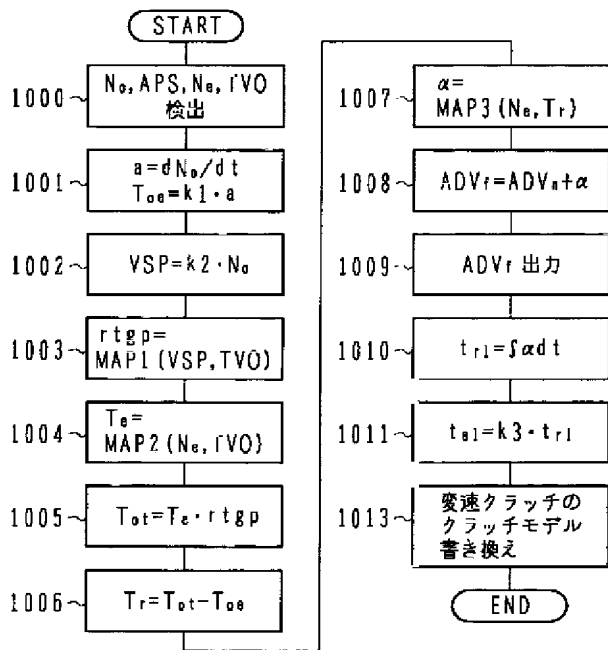 START
1000
No, APS, Ne, TVO
検出
1001
a=dNo/dt
Toe=k1·a
1002
VSP=k2·No
1003
rtgp=
MAP1(VSP,TVO)
1004
Te=
MAP2(Ne,TVO)
1005
Tot=Te·rtgp
1006
Tr=Tot-Toe
1007
α=
MAP3(Ne,Tr)
1008
ADVf=ADVn+α
1009
ADVf 出力
1010
tr1=∫αdt
1011
te1=k3·tr1
1013
変速クラッチの
クラッチモデル
書き換え
END